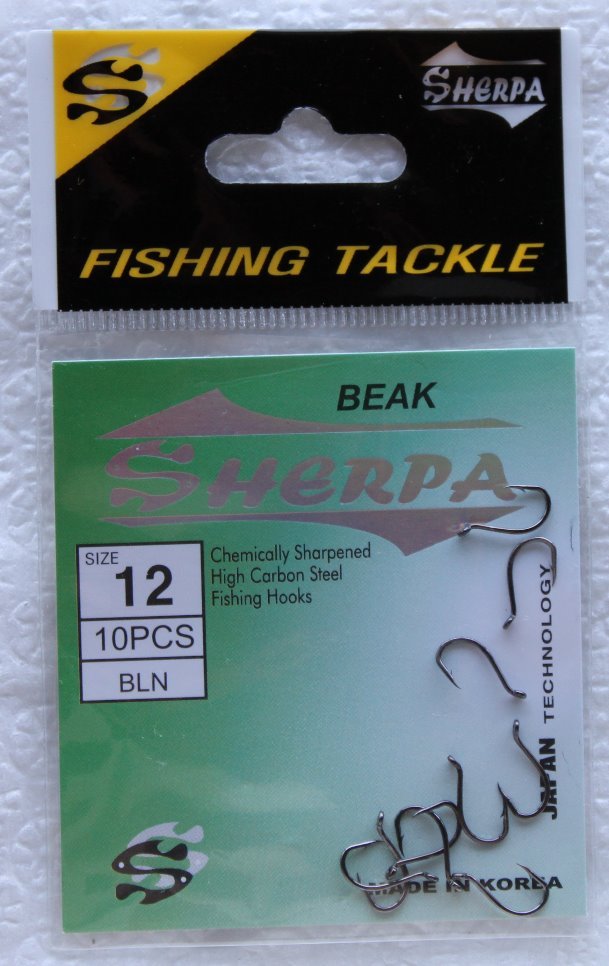 SHERPA
FISHING TACKLE
BEAK
SHERPA
SIZE
12
10PCS
BLN
Chemically Sharpened
High Carbon Steel
Fishing Hooks
JAPAN TECHNOLOGY
MADE IN KOREA